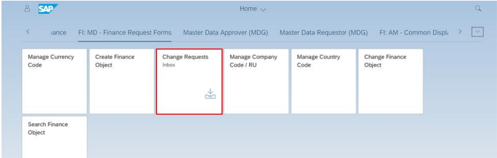 SAP
Home
uance
FI: MD - Finance Request Forms
Master Data Approver (MDG)
Master Data Requestor (MDG)
FI: AM - Common Displ
Manage Currency
Code
Create Finance
Object
Change Requests
Inbox
Manage Company
Code / RU
Manage Country
Code
Change Finance
Object
Search Finance
Object